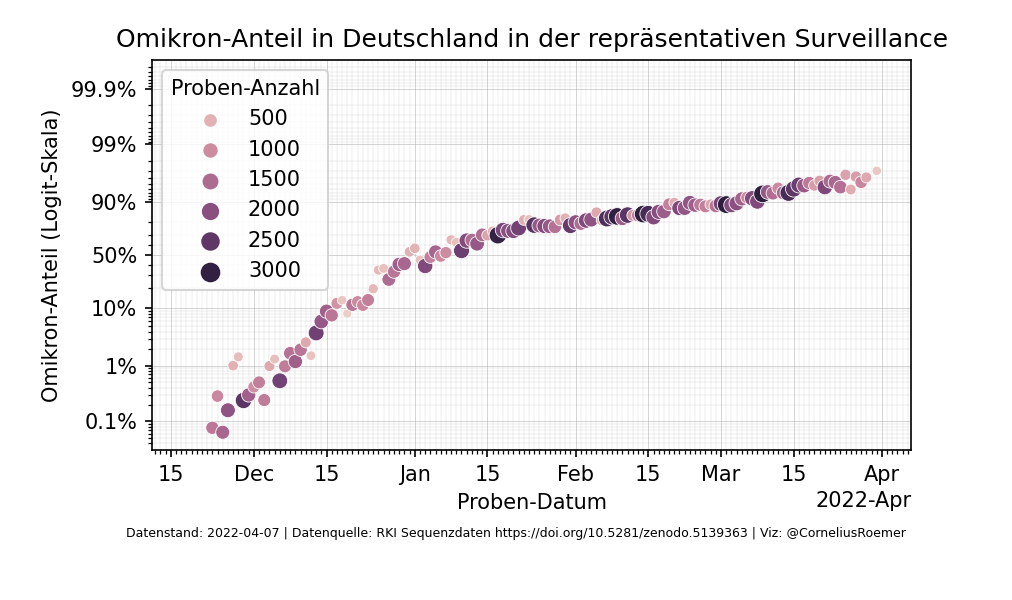 Omikron-Anteil in Deutschland in der repräsentativen Surveillance
Omikron-Anteil (Logit-Skala)
99.9%
99%
90%
50%
10%
1%
0.1%
Proben-Anzahl
500
1000
1500
2000
2500
3000
15 Dec 15 Jan 15 Feb 15 Mar 15 Apr
Proben-Datum
2022-Apr
Datenstand: 2022-04-07 | Datenquelle: RKI Sequenzdaten https://doi.org/10.5281/zenodo.5139363 | Viz: @CorneliusRoemer